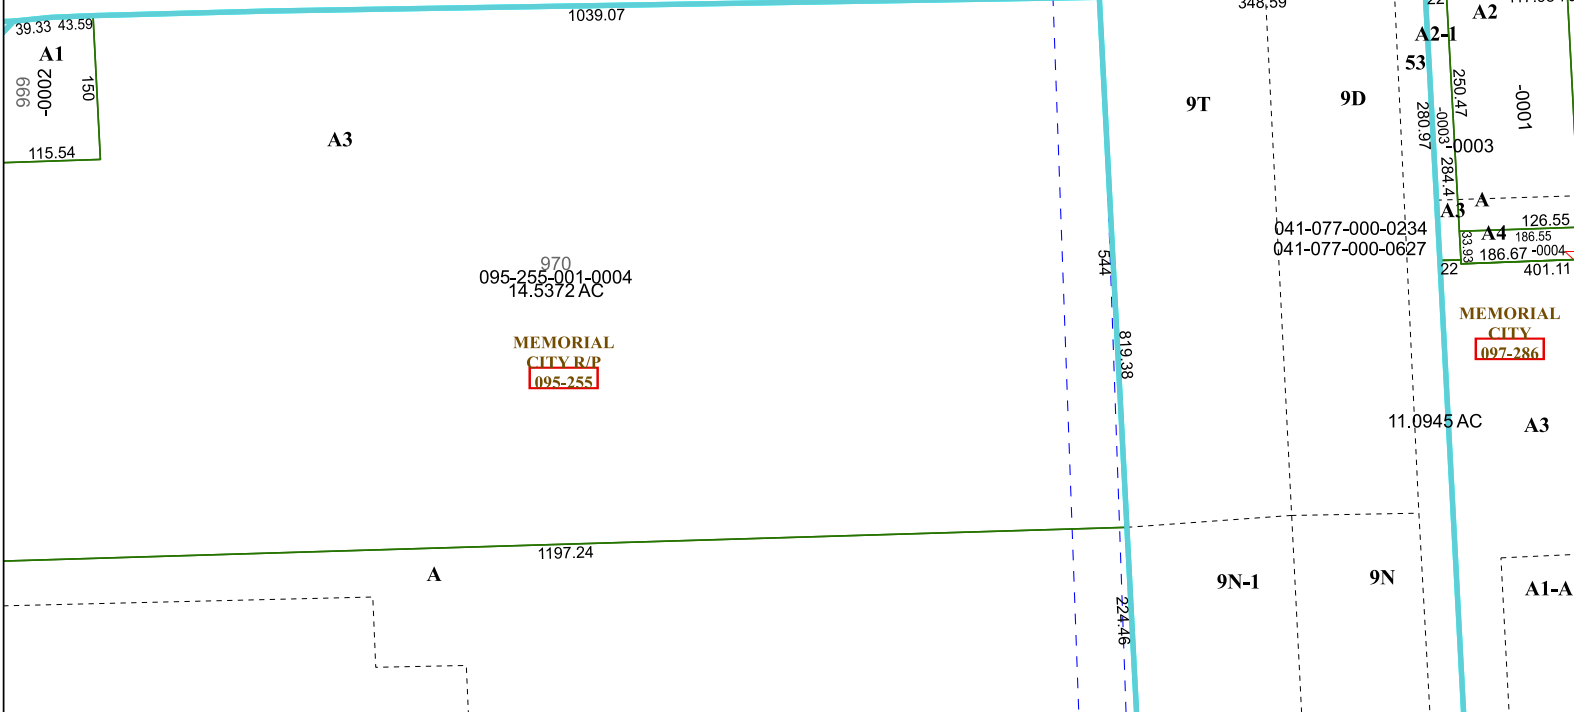 39.33 43.59
1039.07
348.59
22
A2
A1
A2-1
53
999
-0002
150
250.47
-0001
9T
9D
280.97
-0003
-0003
A3
115.54
284.4
A
A3
126.55
041-077-000-0234
A4
186.55
33.93
041-077-000-0627
186.67 -0004
970
544
22
401.11
095-255-001-0004
14.5372 AC
MEMORIAL
CITY
097-286
MEMORIAL
CITY R/P
095-255
819.38
11.0945 AC
A3
1197.24
A
9N-1
9N
A1-A
224.46